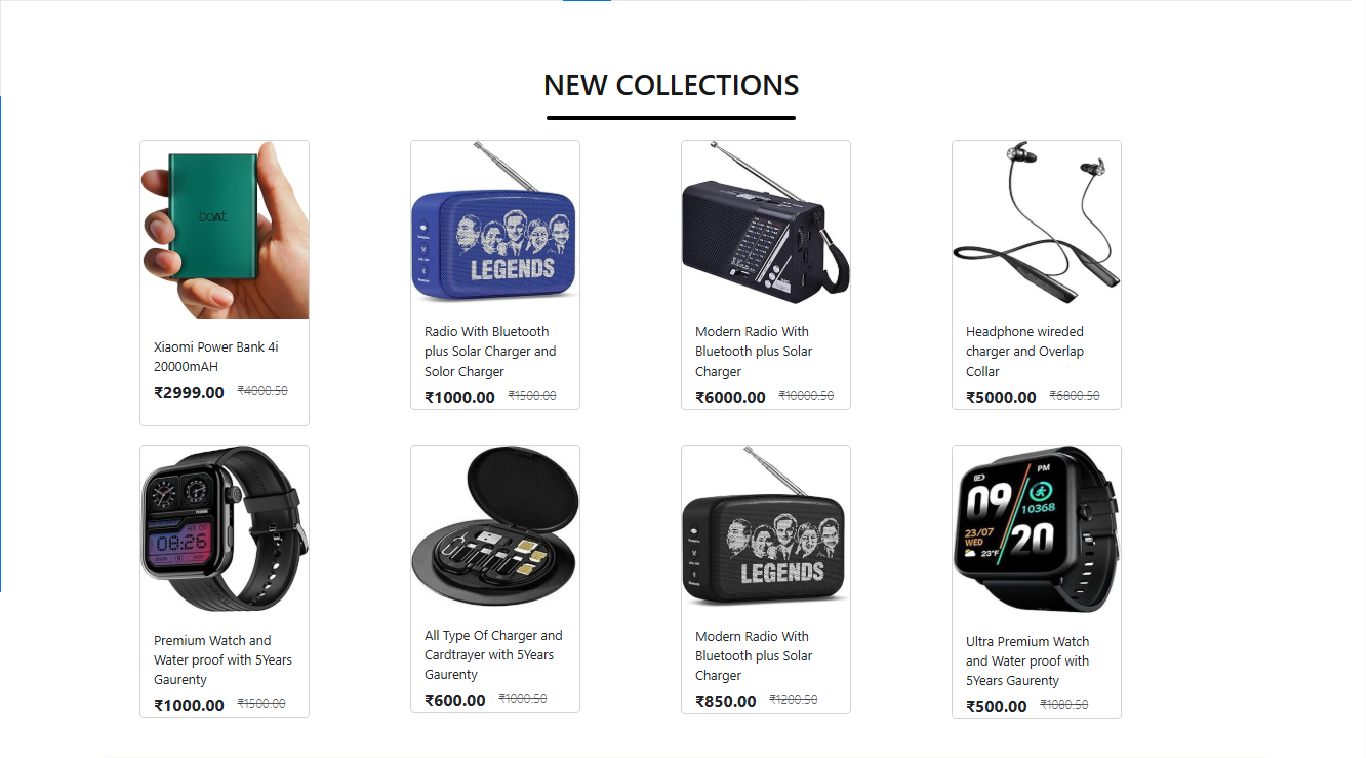 NEW COLLECTIONS
boAt
LEGENDS
Xiaomi Power Bank 4i
20000mAH
₹2999.00 ₹4000.50
Radio With Bluetooth
plus Solar Charger and
Solor Charger
₹1000.00 ₹1500.00
Modern Radio With
Bluetooth plus Solar
Charger
₹6000.00 ₹10000.50
Headphone wireded
charger and Overlap
Collar
₹5000.00 ₹6800.50
08:26
LEGENDS
PM
09
10368
23/07
WED
20
23°F
Premium Watch and
Water proof with 5Years
Gaurenty
₹1000.00 ₹1500.00
All Type Of Charger and
Cardtrayer with 5Years
Gaurenty
₹600.00 ₹1000.50
Modern Radio With
Bluetooth plus Solar
Charger
₹850.00 ₹1200.50
Ultra Premium Watch
and Water proof with
5Years Gaurenty
₹500.00 ₹1080.50